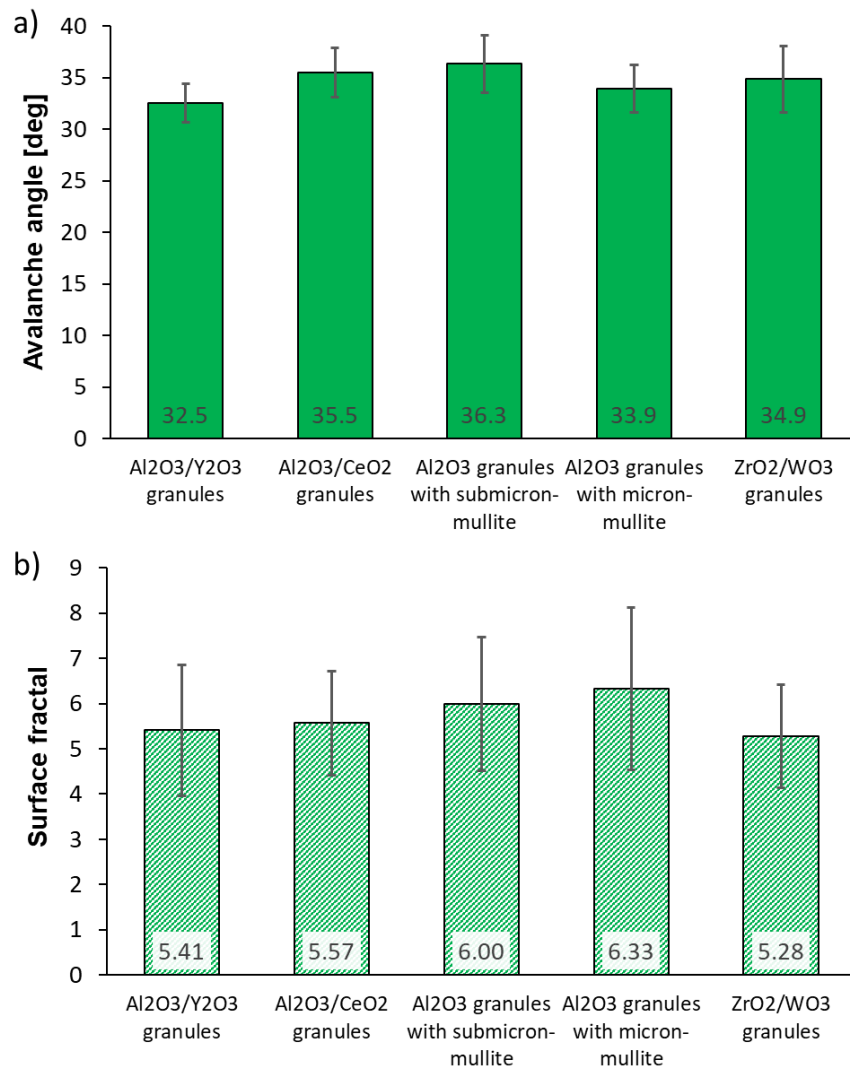 a)
Avalanche angle [deg]
40
35
30
25
20
15
10
5
0
32.5
35.5
36.3
33.9
34.9
Al2O3/Y2O3
granules
Al2O3/CeO2
granules
Al2O3 granules
with submicron-
mullite
Al2O3 granules
with micron-
mullite
ZrO2/WO3
granules
b)
Surface fractal
9
8
7
6
5
4
3
2
1
0
5.41
5.57
6.00
6.33
5.28
Al2O3/Y2O3
granules
Al2O3/CeO2
granules
Al2O3 granules
with submicron-
mullite
Al2O3 granules
with micron-
mullite
ZrO2/WO3
granules